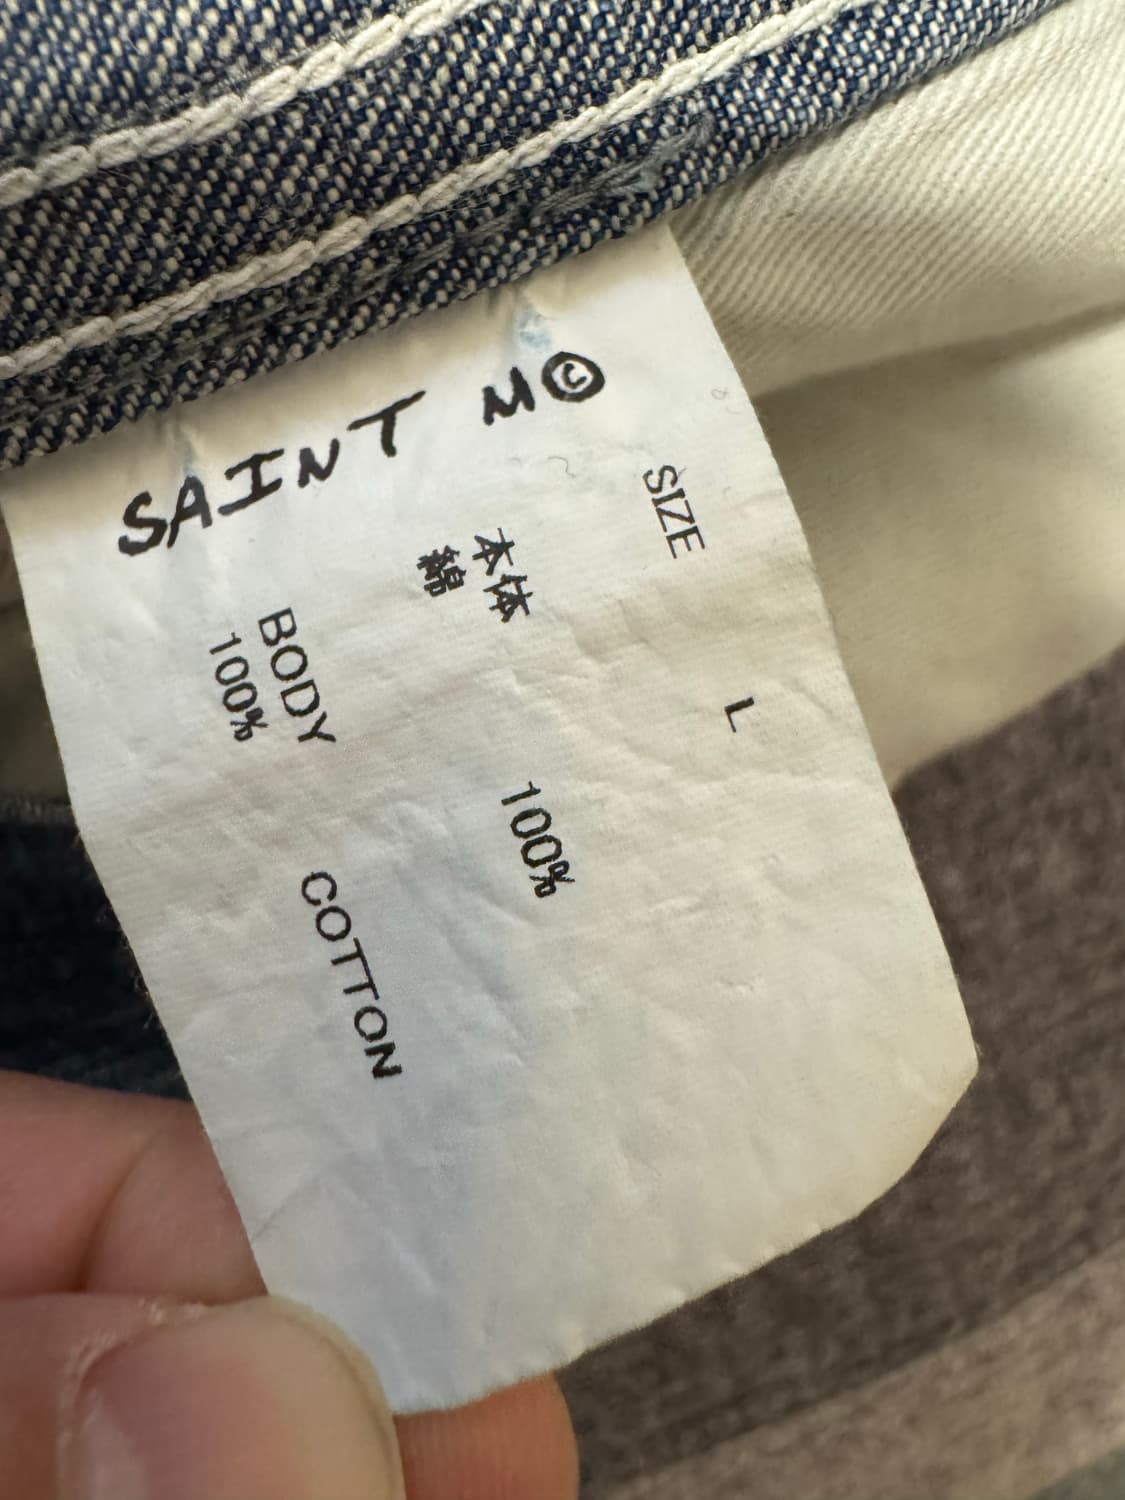 SAINT M©
SIZE L
本体
綿 100%
BODY
100% COTTON